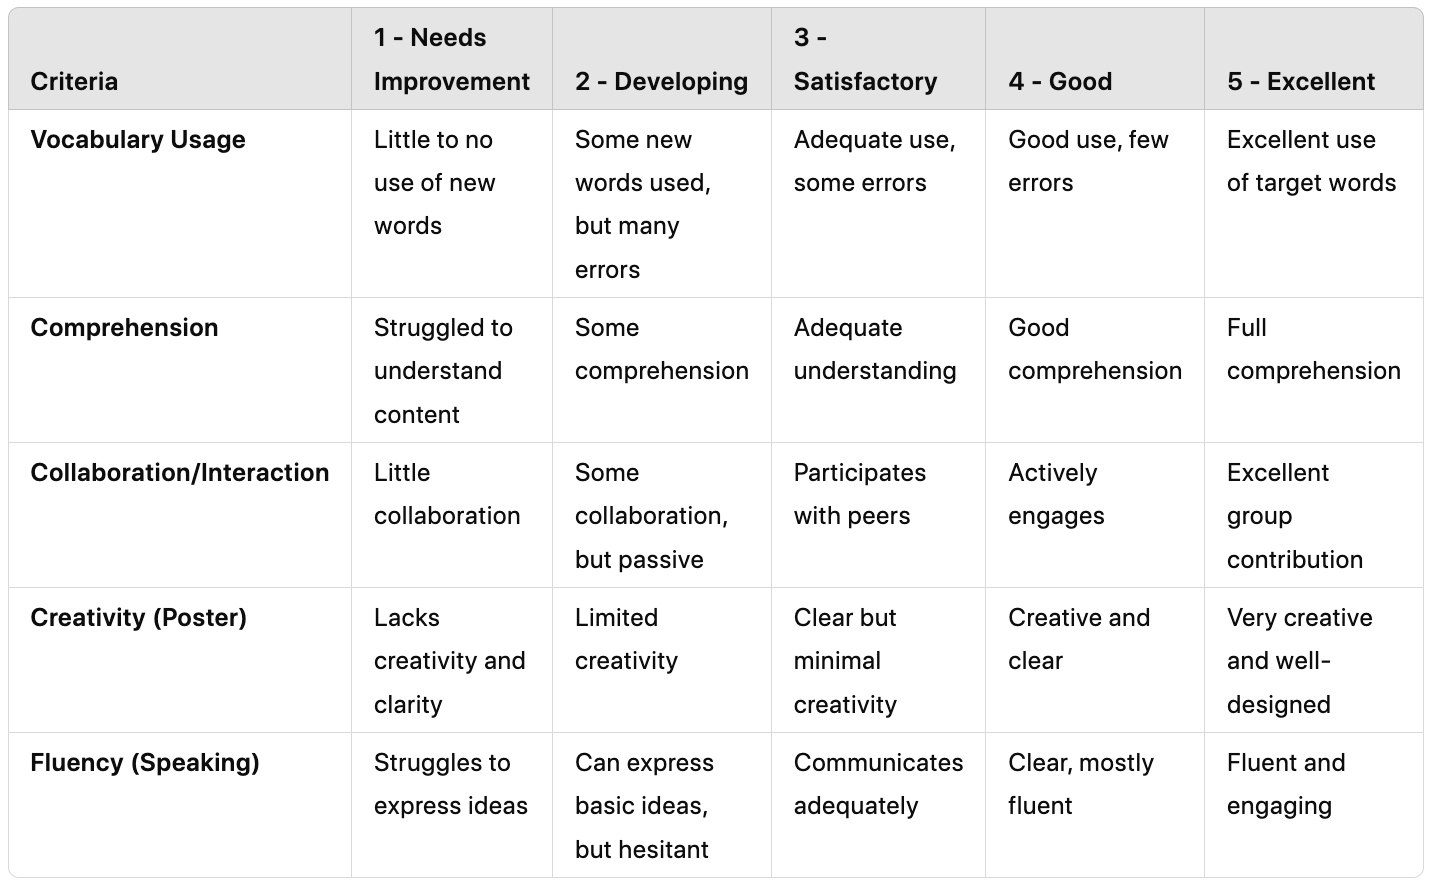 Criteria
1 - Needs
Improvement
2 - Developing
3 -
Satisfactory
4 - Good
5 - Excellent
Vocabulary Usage
Little to no
use of new
words
Some new
words used,
but many
errors
Adequate use,
some errors
Good use, few
errors
Excellent use
of target words
Comprehension
Struggled to
understand
content
Some
comprehension
Adequate
understanding
Good
comprehension
Full
comprehension
Collaboration/Interaction
Little
collaboration
Some
collaboration,
but passive
Participates
with peers
Actively
engages
Excellent
group
contribution
Creativity (Poster)
Lacks
creativity and
clarity
Limited
creativity
Clear but
minimal
creativity
Creative and
clear
Very creative
and well-
designed
Fluency (Speaking)
Struggles to
express ideas
Can express
basic ideas,
but hesitant
Communicates
adequately
Clear, mostly
fluent
Fluent and
engaging